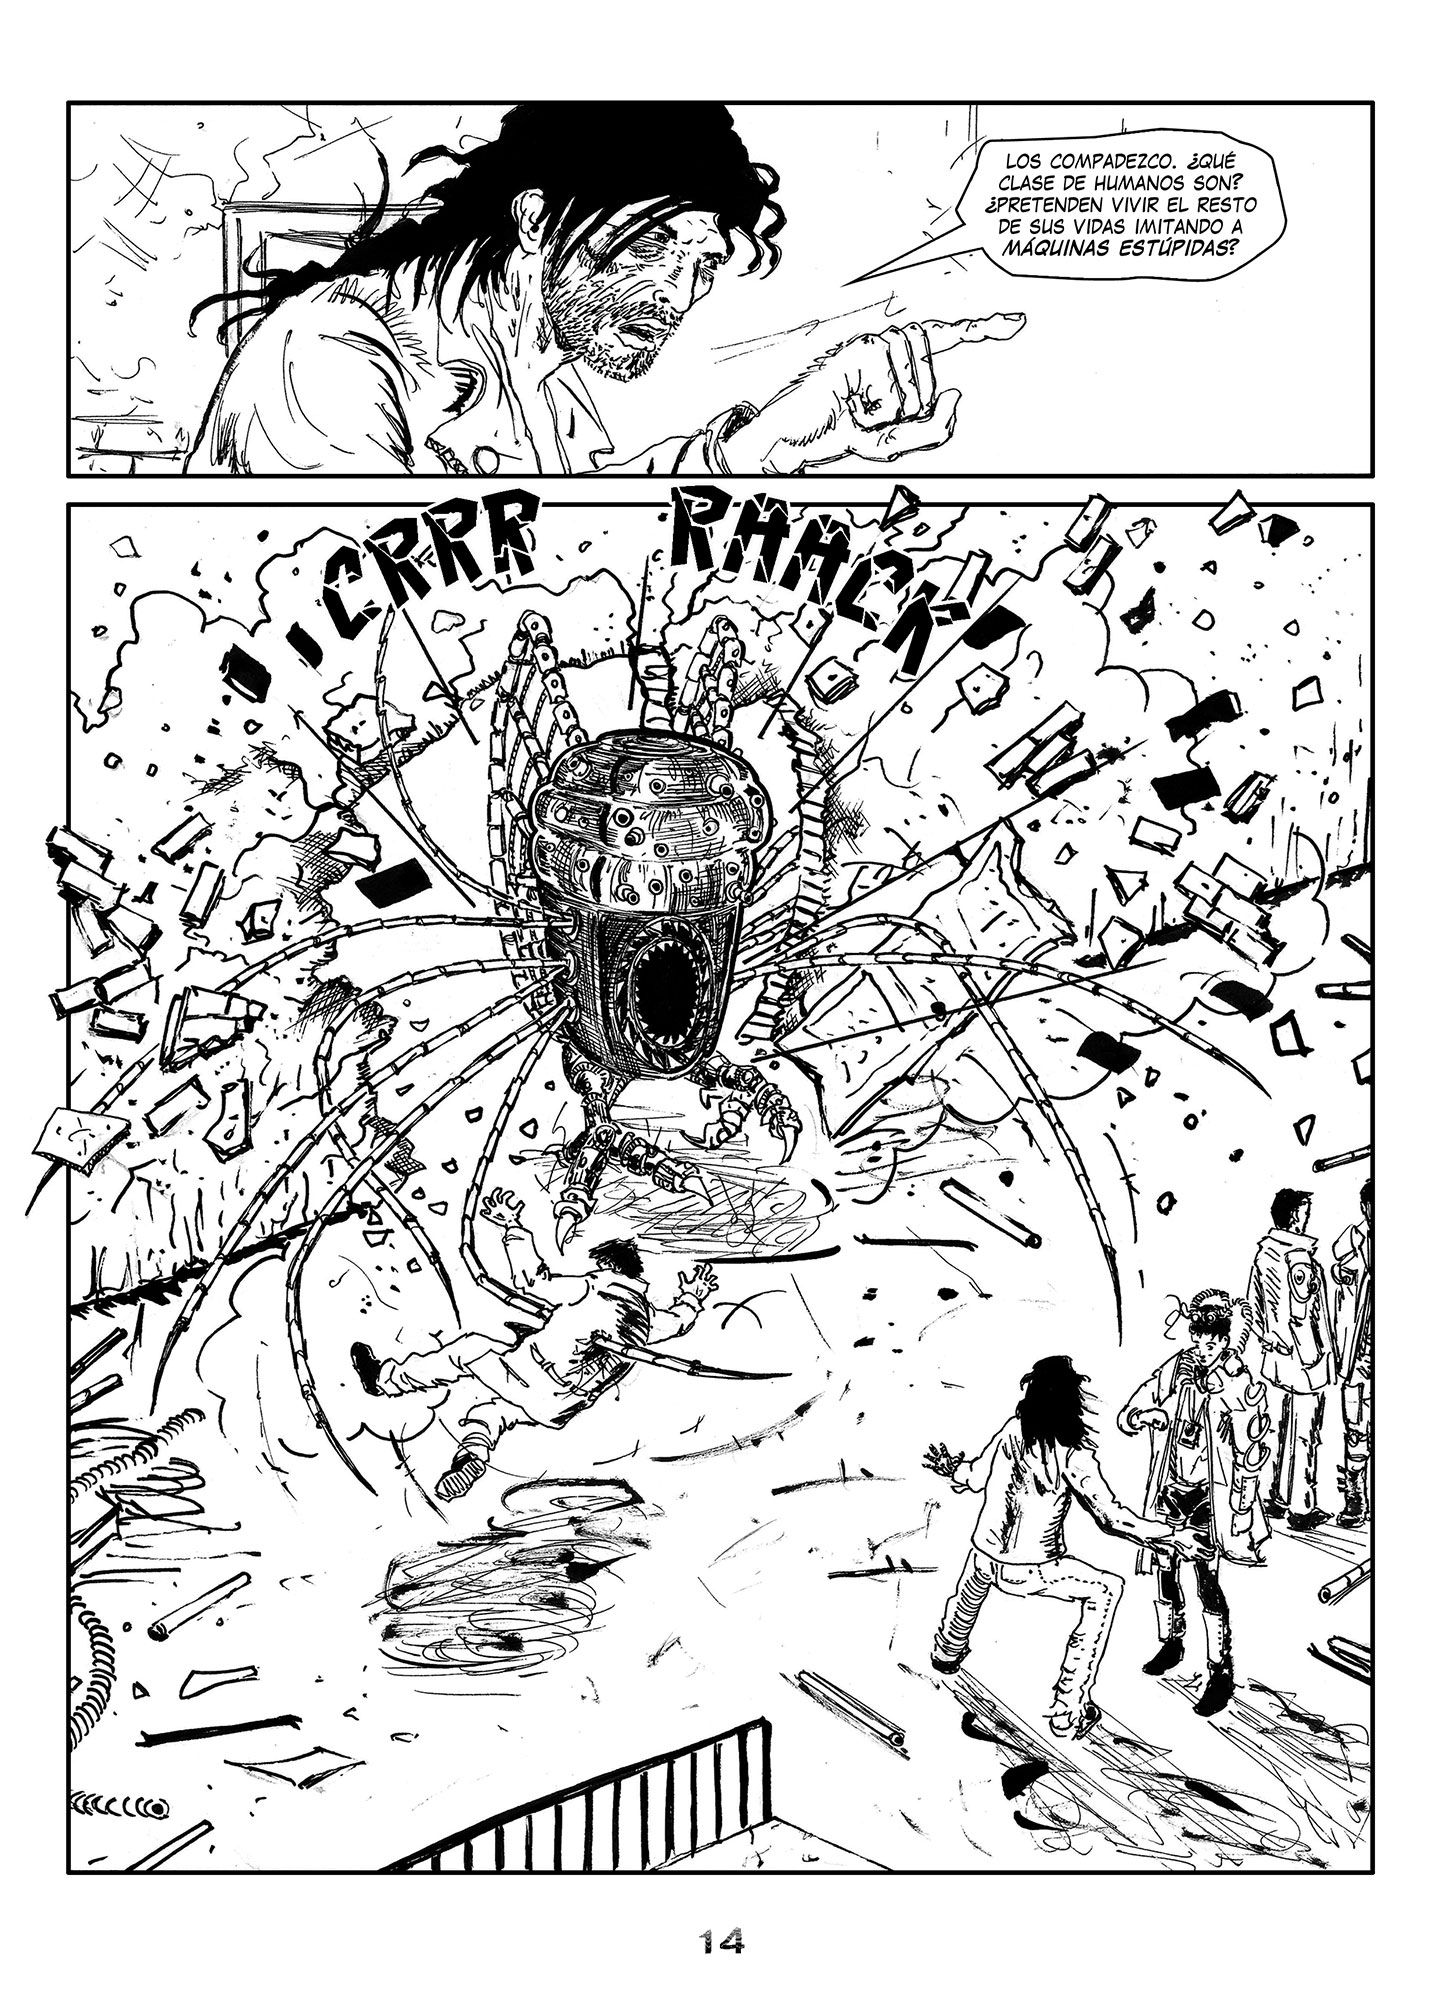 LOS COMPADEZCO. ¿QUÉ
CLASE DE HUMANOS SON?
¿PRETENDEN VIVIR EL RESTO
DE SUS VIDAS IMITANDO A
MÁQUINAS ESTÚPIDAS?
CRRR RAAACK
14